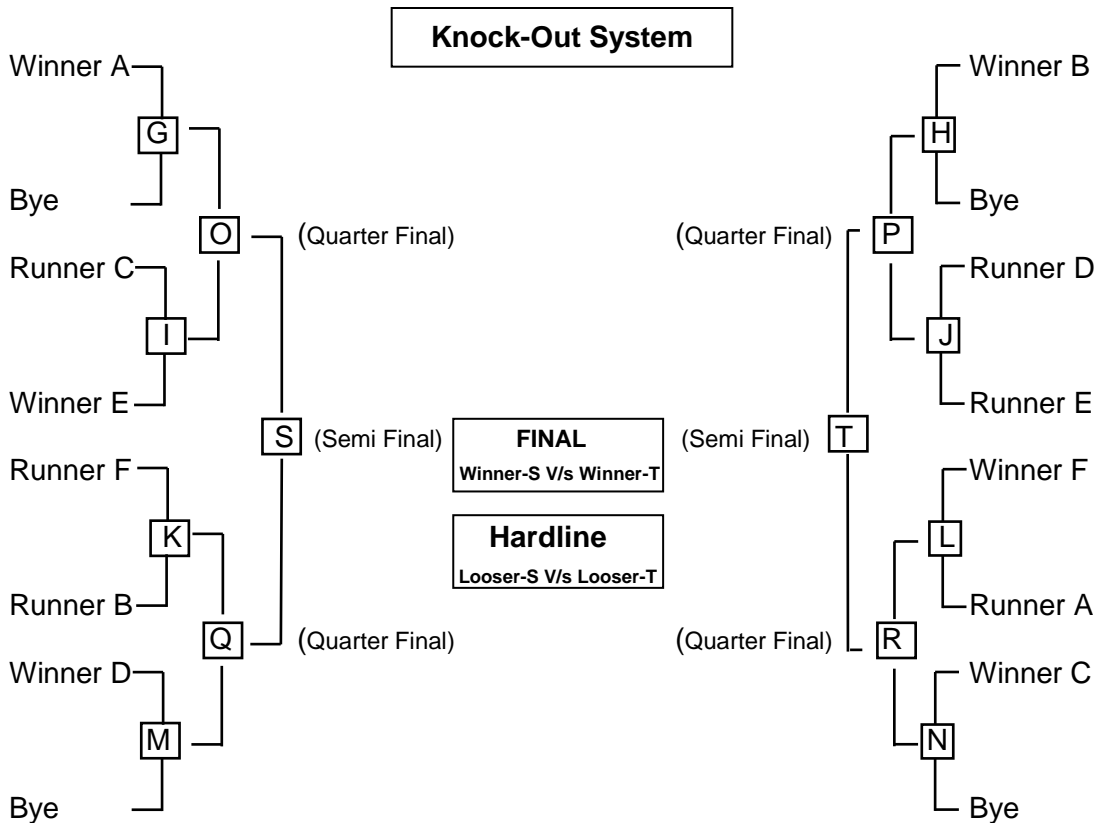 Knock-Out System
Winner A
Winner B
G
H
Bye
Bye
O
(Quarter Final)
(Quarter Final)
P
Runner C
Runner D
I
J
Winner E
Runner E
S
(Semi Final)
FINAL
Winner-S V/s Winner-T
(Semi Final)
T
Runner F
Winner F
K
Hardline
Looser-S V/s Looser-T
L
Runner B
Runner A
Q
(Quarter Final)
(Quarter Final)
R
Winner D
Winner C
M
N
Bye
Bye